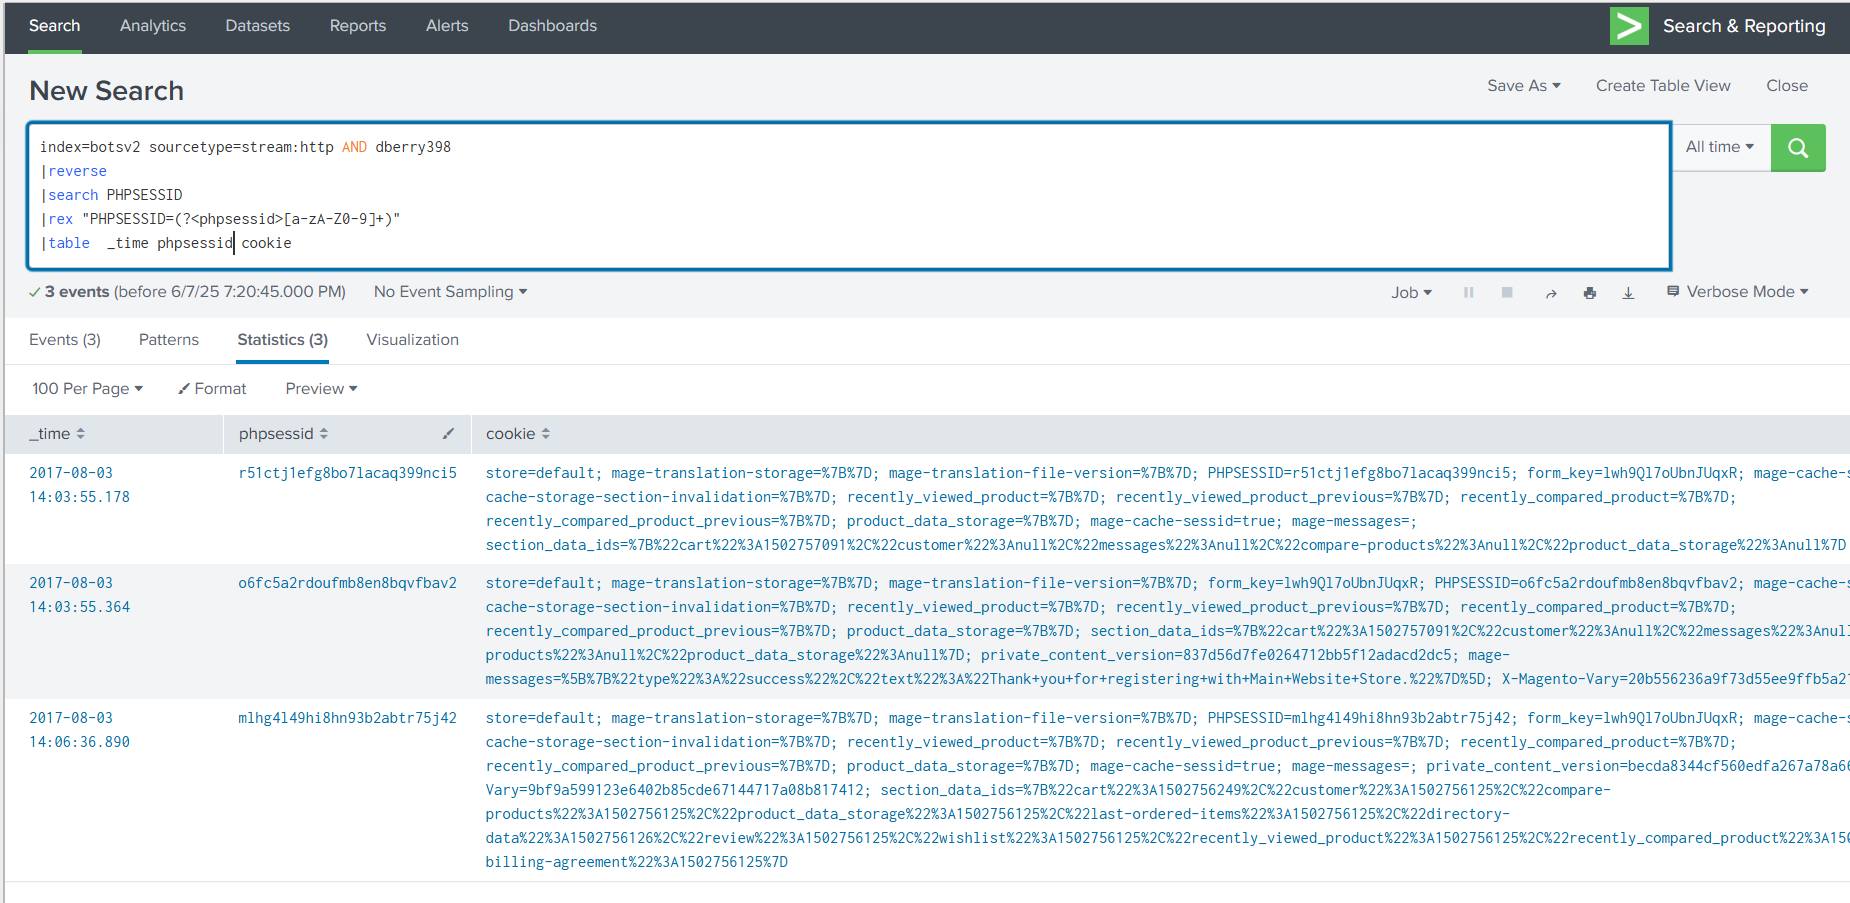 Search Analytics Datasets Reports Alerts Dashboards Search & Reporting
New Search
Save As Create Table View Close
index=botsv2 sourcetype=stream:http AND dberry398
|reverse
|search PHPSESSID
|rex "PHPSESSID=(?<phpsessid>[a-zA-Z0-9]+)"
|table  _time phpsessid cookie
All time
3 events (before 6/7/25 7:20:45.000 PM) No Event Sampling Job Verbose Mode
Events (3) Patterns Statistics (3) Visualization
100 Per Page Format Preview
_time phpsessid cookie
2017-08-03 r51ctj1efg8bo7lacaq399nci5 store=default; mage-translation-storage=%7B%7D; mage-translation-file-version=%7B%7D; PHPSESSID=r51ctj1efg8bo7lacaq399nci5; form_key=lwh9Ql7oUbnJUqxR; mage-cache-s
14:03:55.178 cache-storage-section-invalidation=%7B%7D; recently_viewed_product=%7B%7D; recently_viewed_product_previous=%7B%7D; recently_compared_product=%7B%7D;
recently_compared_product_previous=%7B%7D; product_data_storage=%7B%7D; mage-cache-sessid=true; mage-messages=;
section_data_ids=%7B%22cart%22%3A1502757091%2C%22customer%22%3Anull%2C%22messages%22%3Anull%2C%22compare-products%22%3Anull%2C%22product_data_storage%22%3Anull%7D
2017-08-03 o6fc5a2rdoufmb8en8bqvfbav2 store=default; mage-translation-storage=%7B%7D; mage-translation-file-version=%7B%7D; form_key=lwh9Ql7oUbnJUqxR; PHPSESSID=o6fc5a2rdoufmb8en8bqvfbav2; mage-cache-s
14:03:55.364 cache-storage-section-invalidation=%7B%7D; recently_viewed_product=%7B%7D; recently_viewed_product_previous=%7B%7D; recently_compared_product=%7B%7D;
recently_compared_product_previous=%7B%7D; product_data_storage=%7B%7D; section_data_ids=%7B%22cart%22%3A1502757091%2C%22customer%22%3Anull%2C%22messages%22%3Anul
products%22%3Anull%2C%22product_data_storage%22%3Anull%7D; private_content_version=837d56d7fe0264712bb5f12adacd2dc5; mage-
messages=%5B%7B%22type%22%3A%22success%22%2C%22text%22%3A%22Thank+you+for+registering+with+Main+Website+Store.%22%7D%5D; X-Magento-Vary=20b556236a9f73d55ee9ffb5a21
2017-08-03 mlhg4l49hi8hn93b2abtr75j42 store=default; mage-translation-storage=%7B%7D; mage-translation-file-version=%7B%7D; PHPSESSID=mlhg4l49hi8hn93b2abtr75j42; form_key=lwh9Ql7oUbnJUqxR; mage-cache-s
14:06:36.890 cache-storage-section-invalidation=%7B%7D; recently_viewed_product=%7B%7D; recently_viewed_product_previous=%7B%7D; recently_compared_product=%7B%7D;
recently_compared_product_previous=%7B%7D; product_data_storage=%7B%7D; mage-cache-sessid=true; mage-messages=; private_content_version=becda8344cf560edfa267a78a66
Vary=9bf9a599123e6402b85cde67144717a08b817412; section_data_ids=%7B%22cart%22%3A1502756249%2C%22customer%22%3A1502756125%2C%22compare-
products%22%3A1502756125%2C%22product_data_storage%22%3A1502756125%2C%22last-ordered-items%22%3A1502756125%2C%22directory-
data%22%3A1502756126%2C%22review%22%3A1502756125%2C%22wishlist%22%3A1502756125%2C%22recently_viewed_product%22%3A1502756125%2C%22recently_compared_product%22%3A150
billing-agreement%22%3A1502756125%7D